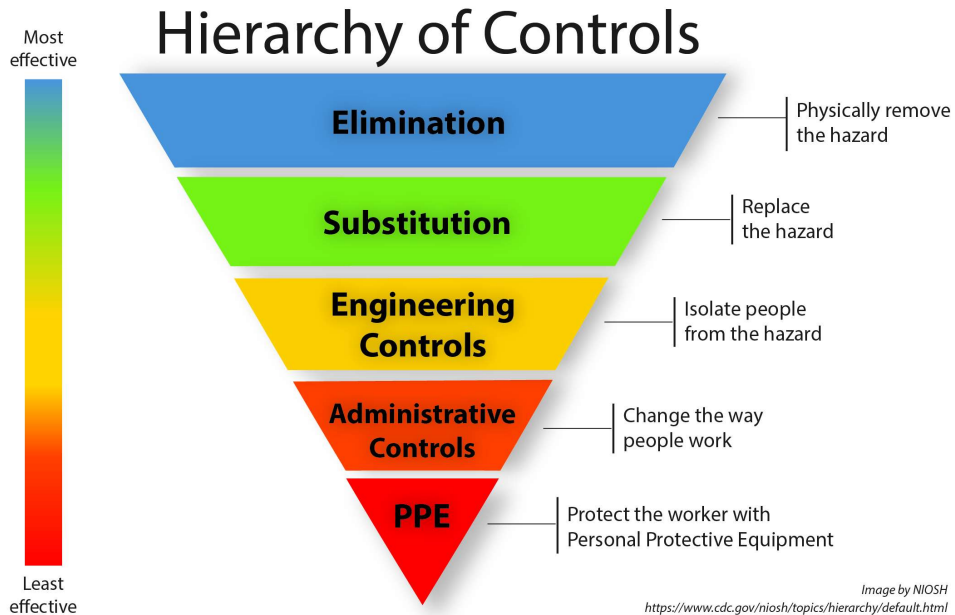 Hierarchy of Controls
Most
effective
Elimination
Physically remove
the hazard
Substitution
Replace
the hazard
Engineering
Controls
Isolate people
from the hazard
Administrative
Controls
Change the way
people work
PPE
Protect the worker with
Personal Protective Equipment
Least
effective
Image by NIOSH
https://www.cdc.gov/niosh/topics/hierarchy/default.html